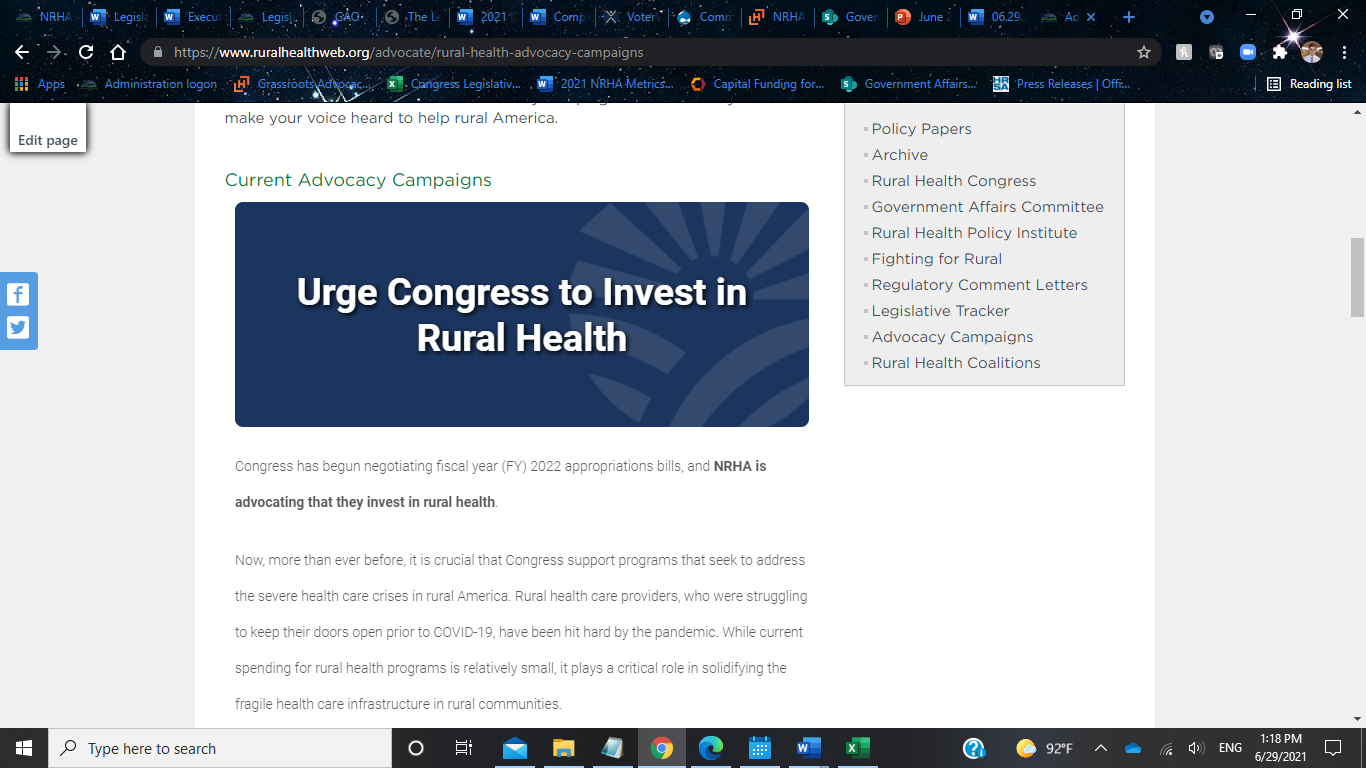 NRHA
Legisl
Execut
Legisl
GAO-
The Le
2021
Comp
Voter
Comm
NRHA
Gover
June 2
06.29.
Ac
https://www.ruralhealthweb.org/advocate/rural-health-advocacy-campaigns
Apps
Administration logon
Grassroots Advocac...
Congress Legislativ...
2021 NRHA Metrics...
Capital Funding for...
Government Affairs...
HRSA
Press Releases | Offi...
Reading list
Edit page
make your voice heard to help rural America.
Current Advocacy Campaigns
Urge Congress to Invest in
Rural Health
Congress has begun negotiating fiscal year (FY) 2022 appropriations bills, and NRHA is
advocating that they invest in rural health.
Now, more than ever before, it is crucial that Congress support programs that seek to address
the severe health care crises in rural America. Rural health care providers, who were struggling
to keep their doors open prior to COVID-19, have been hit hard by the pandemic. While current
spending for rural health programs is relatively small, it plays a critical role in solidifying the
fragile health care infrastructure in rural communities.
Policy Papers
Archive
Rural Health Congress
Government Affairs Committee
Rural Health Policy Institute
Fighting for Rural
Regulatory Comment Letters
Legislative Tracker
Advocacy Campaigns
Rural Health Coalitions
Type here to search
92°F
ENG
1:18 PM
6/29/2021